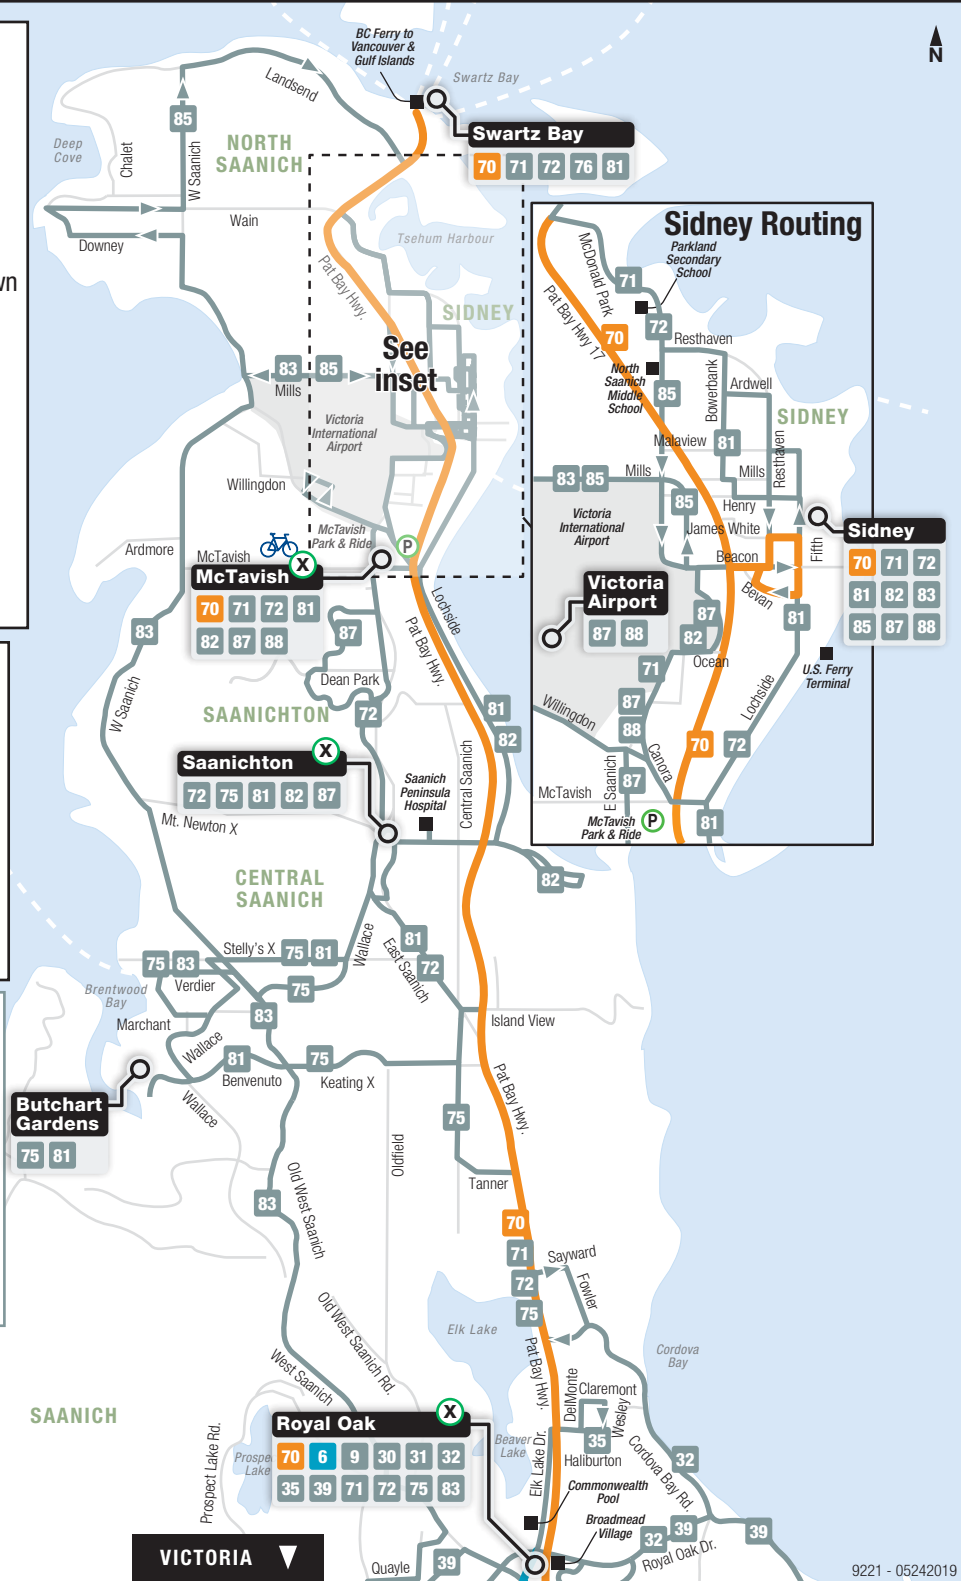 BC Ferry to
Vancouver &
Gulf Islands
Swartz Bay
N
Landsend
85
NORTH
SAANICH
Deep
Cove
Chalet
W Saanich
Swartz Bay
70 71 72 76 81
Wain
Downey
Tsehum Harbour
Pat Bay Hwy.
wn
SIDNEY
See
inset
83 85
Mills
Victoria
International
Airport
Willingdon
McTavish
Park & Ride
P
Ardmore
McTavish
X
McTavish
70 71 72 81
82 87 88
83
87
Dean Park
72
Lochside
Pat Bay Hwy.
W Saanich
SAANICHTON
81
82
X
Saanichton
72 75 81 82 87
Saanich
Peninsula
Hospital
Central Saanich
Mt. Newton X
CENTRAL
SAANICH
82
Sidney Routing
McDonald Park
Parkland
Secondary
School
71
Pat Bay Hwy 17
70
72
Resthaven
North
Saanich
Middle
School
85
Bowerbank
Ardwell
SIDNEY
Malaview
81
Resthaven
83 85
Mills
Mills
85
Henry
Victoria
International
Airport
James White
Beacon
Fifth
Bevan
Sidney
70 71 72
81 82 83
85 87 88
Victoria
Airport
87 88
87
82
81
Ocean
71
U.S. Ferry
Terminal
Willingdon
87
88
Lochside
70
72
Canora
E Saanich
87
McTavish
McTavish
Park & Ride
P
81
Stelly's X
75 81
Wallace
81
East Saanich
72
75 83
Verdier
75
Brentwood
Bay
Marchant
83
Island View
Wallace
81
75
Benvenuto
Keating X
Wallace
Butchart
Gardens
75 81
Pat Bay Hwy.
75
Oldfield
Tanner
83
Old West Saanich
70
71
72
75
Sayward
Fowler
Old West Saanich Rd.
Elk Lake
Pat Bay Hwy.
Cordova
Bay
West Saanich
DelMonte
Claremont
Wesley
SAANICH
X
Royal Oak
70 6 9 30 31 32
35 39 71 72 75 83
Prospect Lake Rd.
Beaver
Lake
Elk Lake Dr.
35
Haliburton
Cordova Bay Rd.
32
Commonwealth
Pool
Broadmead
Village
32
39
39
Royal Oak Dr.
VICTORIA
Quayle
39
9221 - 05242019